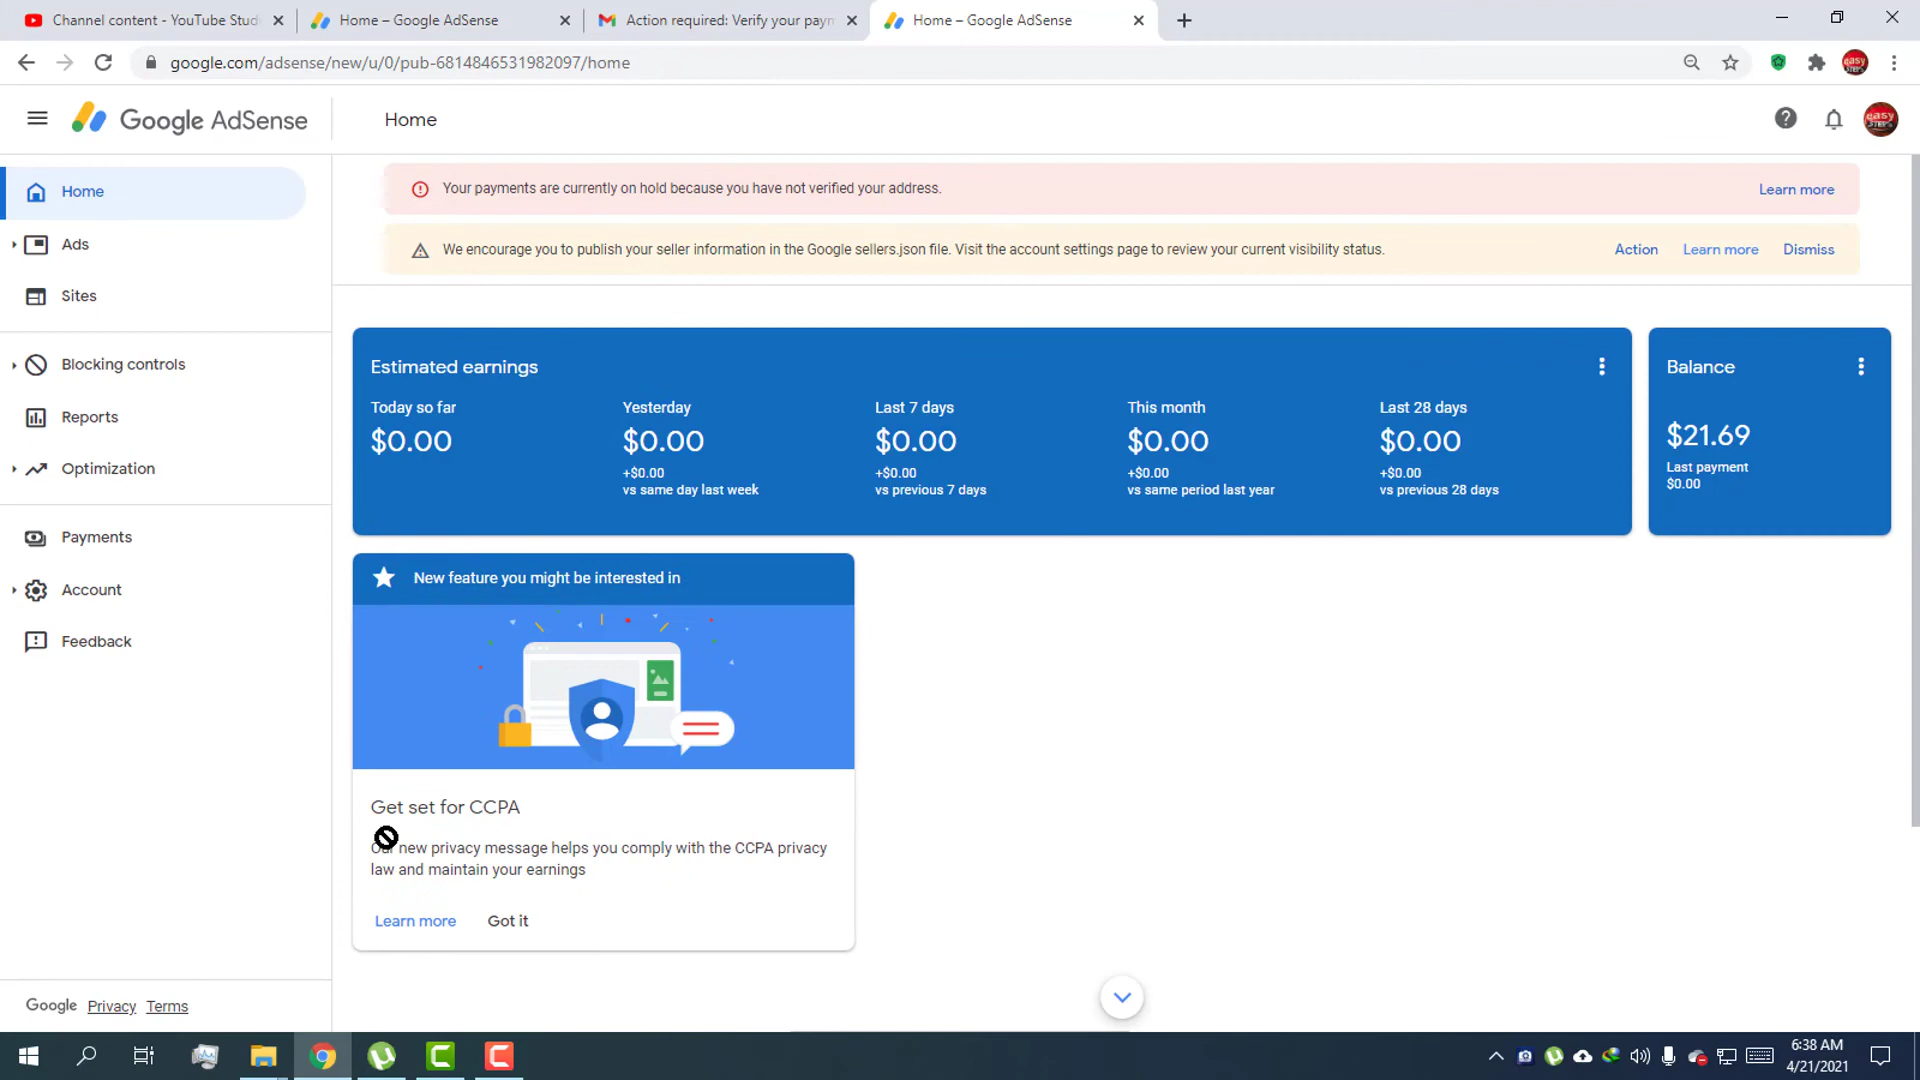 Channel content - YouTube Studi
Home – Google AdSense
Action required: Verify your payn
Home – Google AdSense
google.com/adsense/new/u/0/pub-6814846531982097/home
easy
Google AdSense
Home
easy
STEPS
Home
Ads
Sites
Blocking controls
Reports
Optimization
Payments
Account
Feedback
Google Privacy Terms
Your payments are currently on hold because you have not verified your address.
Learn more
We encourage you to publish your seller information in the Google sellers.json file. Visit the account settings page to review your current visibility status.
Action Learn more Dismiss
Estimated earnings
Today so far
$0.00
Yesterday
$0.00
+$0.00
vs same day last week
Last 7 days
$0.00
+$0.00
vs previous 7 days
This month
$0.00
+$0.00
vs same period last year
Last 28 days
$0.00
+$0.00
vs previous 28 days
Balance
$21.69
Last payment
$0.00
New feature you might be interested in
Get set for CCPA
Our new privacy message helps you comply with the CCPA privacy
law and maintain your earnings
Learn more Got it
6:38 AM
4/21/2021